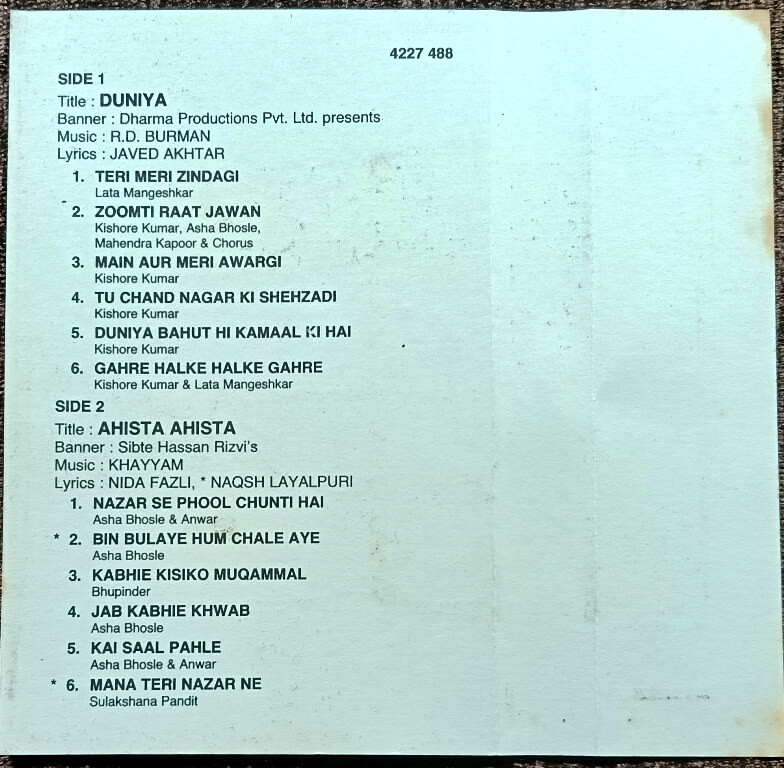 4227 488
SIDE 1
Title : DUNIYA
Banner : Dharma Productions Pvt. Ltd. presents
Music : R.D. BURMAN
Lyrics : JAVED AKHTAR
1. TERI MERI ZINDAGI
Lata Mangeshkar
2. ZOOMTI RAAT JAWAN
Kishore Kumar, Asha Bhosle,
Mahendra Kapoor & Chorus
3. MAIN AUR MERI AWARGI
Kishore Kumar
4. TU CHAND NAGAR KI SHEHZADI
Kishore Kumar
5. DUNIYA BAHUT HI KAMAAL KI HAI
Kishore Kumar
6. GAHRE HALKE HALKE GAHRE
Kishore Kumar & Lata Mangeshkar
SIDE 2
Title : AHISTA AHISTA
Banner : Sibte Hassan Rizvi's
Music : KHAYYAM
Lyrics : NIDA FAZLI, * NAQSH LAYALPURI
1. NAZAR SE PHOOL CHUNTI HAI
Asha Bhosle & Anwar
* 2. BIN BULAYE HUM CHALE AYE
Asha Bhosle
3. KABHIE KISIKO MUQAMMAL
Bhupinder
4. JAB KABHIE KHWAB
Asha Bhosle
5. KAI SAAL PAHLE
Asha Bhosle & Anwar
* 6. MANA TERI NAZAR NE
Sulakshana Pandit